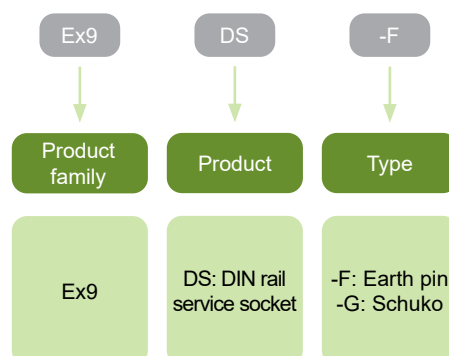 Ex9
DS
-F
Product
family
Product
Type
Ex9
DS: DIN rail
service socket
-F: Earth pin
-G: Schuko